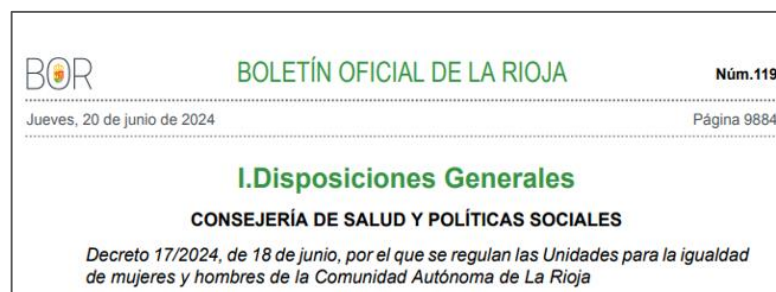 BOR
BOLETÍN OFICIAL DE LA RIOJA
Núm.119
Jueves, 20 de junio de 2024
Página 9884
I.Disposiciones Generales
CONSEJERÍA DE SALUD Y POLÍTICAS SOCIALES
Decreto 17/2024, de 18 de junio, por el que se regulan las Unidades para la igualdad
de mujeres y hombres de la Comunidad Autónoma de La Rioja